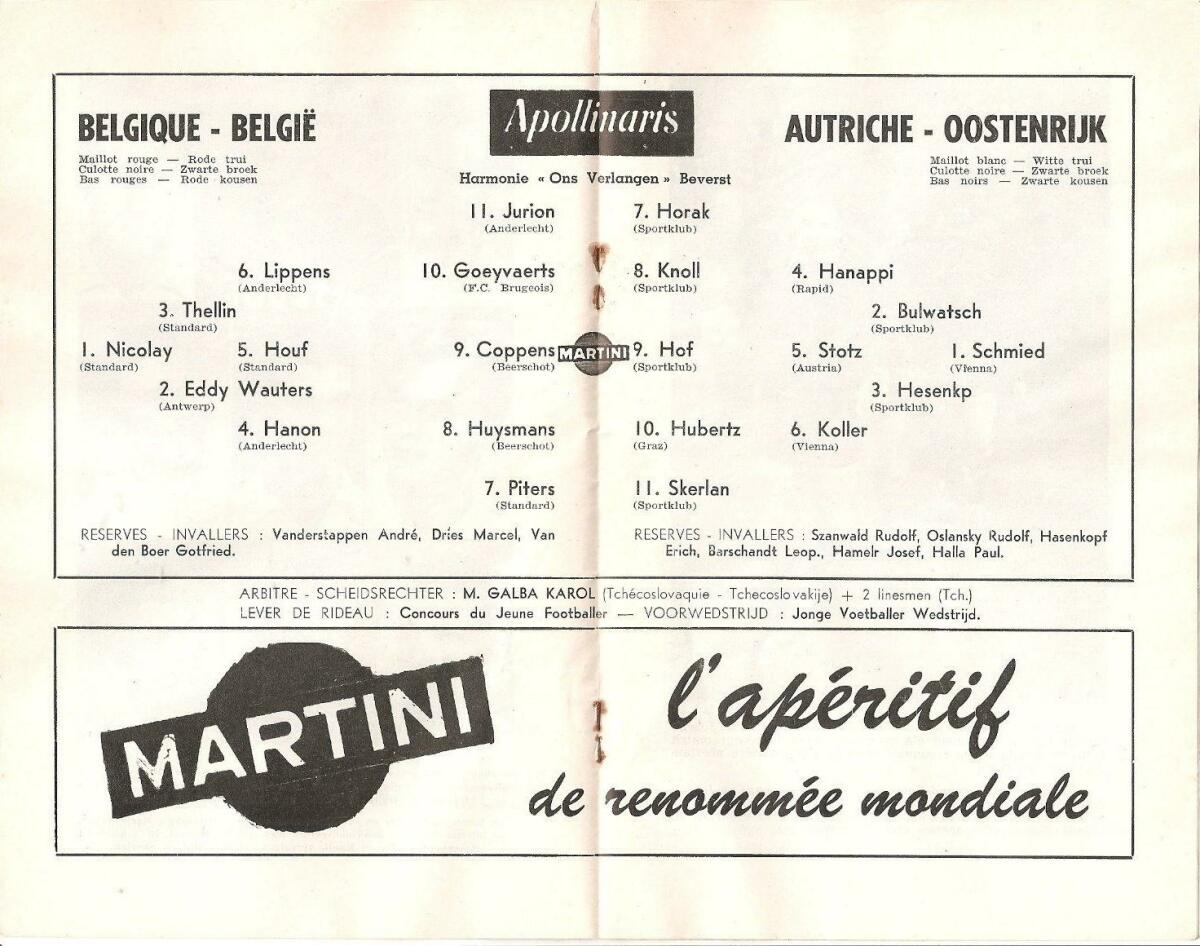 BELGIQUE - BELGIË
Maillot rouge — Rode trui
Culotte noire — Zwarte broek
Bas rouges — Rode kousen
Apollinaris
Harmonie « Ons Verlangen » Beverst
AUTRICHE - OOSTENRIJK
Maillot blanc — Witte trui
Culotte noire — Zwarte broek
Bas noirs — Zwarte kousen
11. Jurion
(Anderlecht)
6. Lippens
(Anderlecht)
10. Goeyvaerts
(F.C. Brugeois)
3. Thellin
(Standard)
1. Nicolay
(Standard)
5. Houf
(Standard)
9. Coppens
(Beerschot)
2. Eddy Wauters
(Antwerp)
4. Hanon
(Anderlecht)
8. Huysmans
(Beerschot)
7. Piters
(Standard)
MARTINI
7. Horak
(Sportklub)
8. Knoll
(Sportklub)
4. Hanappi
(Rapid)
2. Bulwatsch
(Sportklub)
9. Hof
(Sportklub)
5. Stotz
(Austria)
1. Schmied
(Vienna)
3. Hesenkp
(Sportklub)
10. Hubertz
(Graz)
6. Koller
(Vienna)
11. Skerlan
(Sportklub)
RESERVES - INVALLERS : Vanderstappen André, Dries Marcel, Van
den Boer Gotfried.
RESERVES - INVALLERS : Szanwald Rudolf, Oslansky Rudolf, Hasenkopf
Erich, Barschandt Leop., Hamelr Josef, Halla Paul.
ARBITRE - SCHEIDSRECHTER : M. GALBA KAROL (Tchécoslovaquie - Tchecoslovakije) + 2 linesmen (Tch.)
LEVER DE RIDEAU : Concours du Jeune Footballer — VOORWEDSTRIJD : Jonge Voetballer Wedstrijd.
MARTINI
l'apéritif
de renommée mondiale